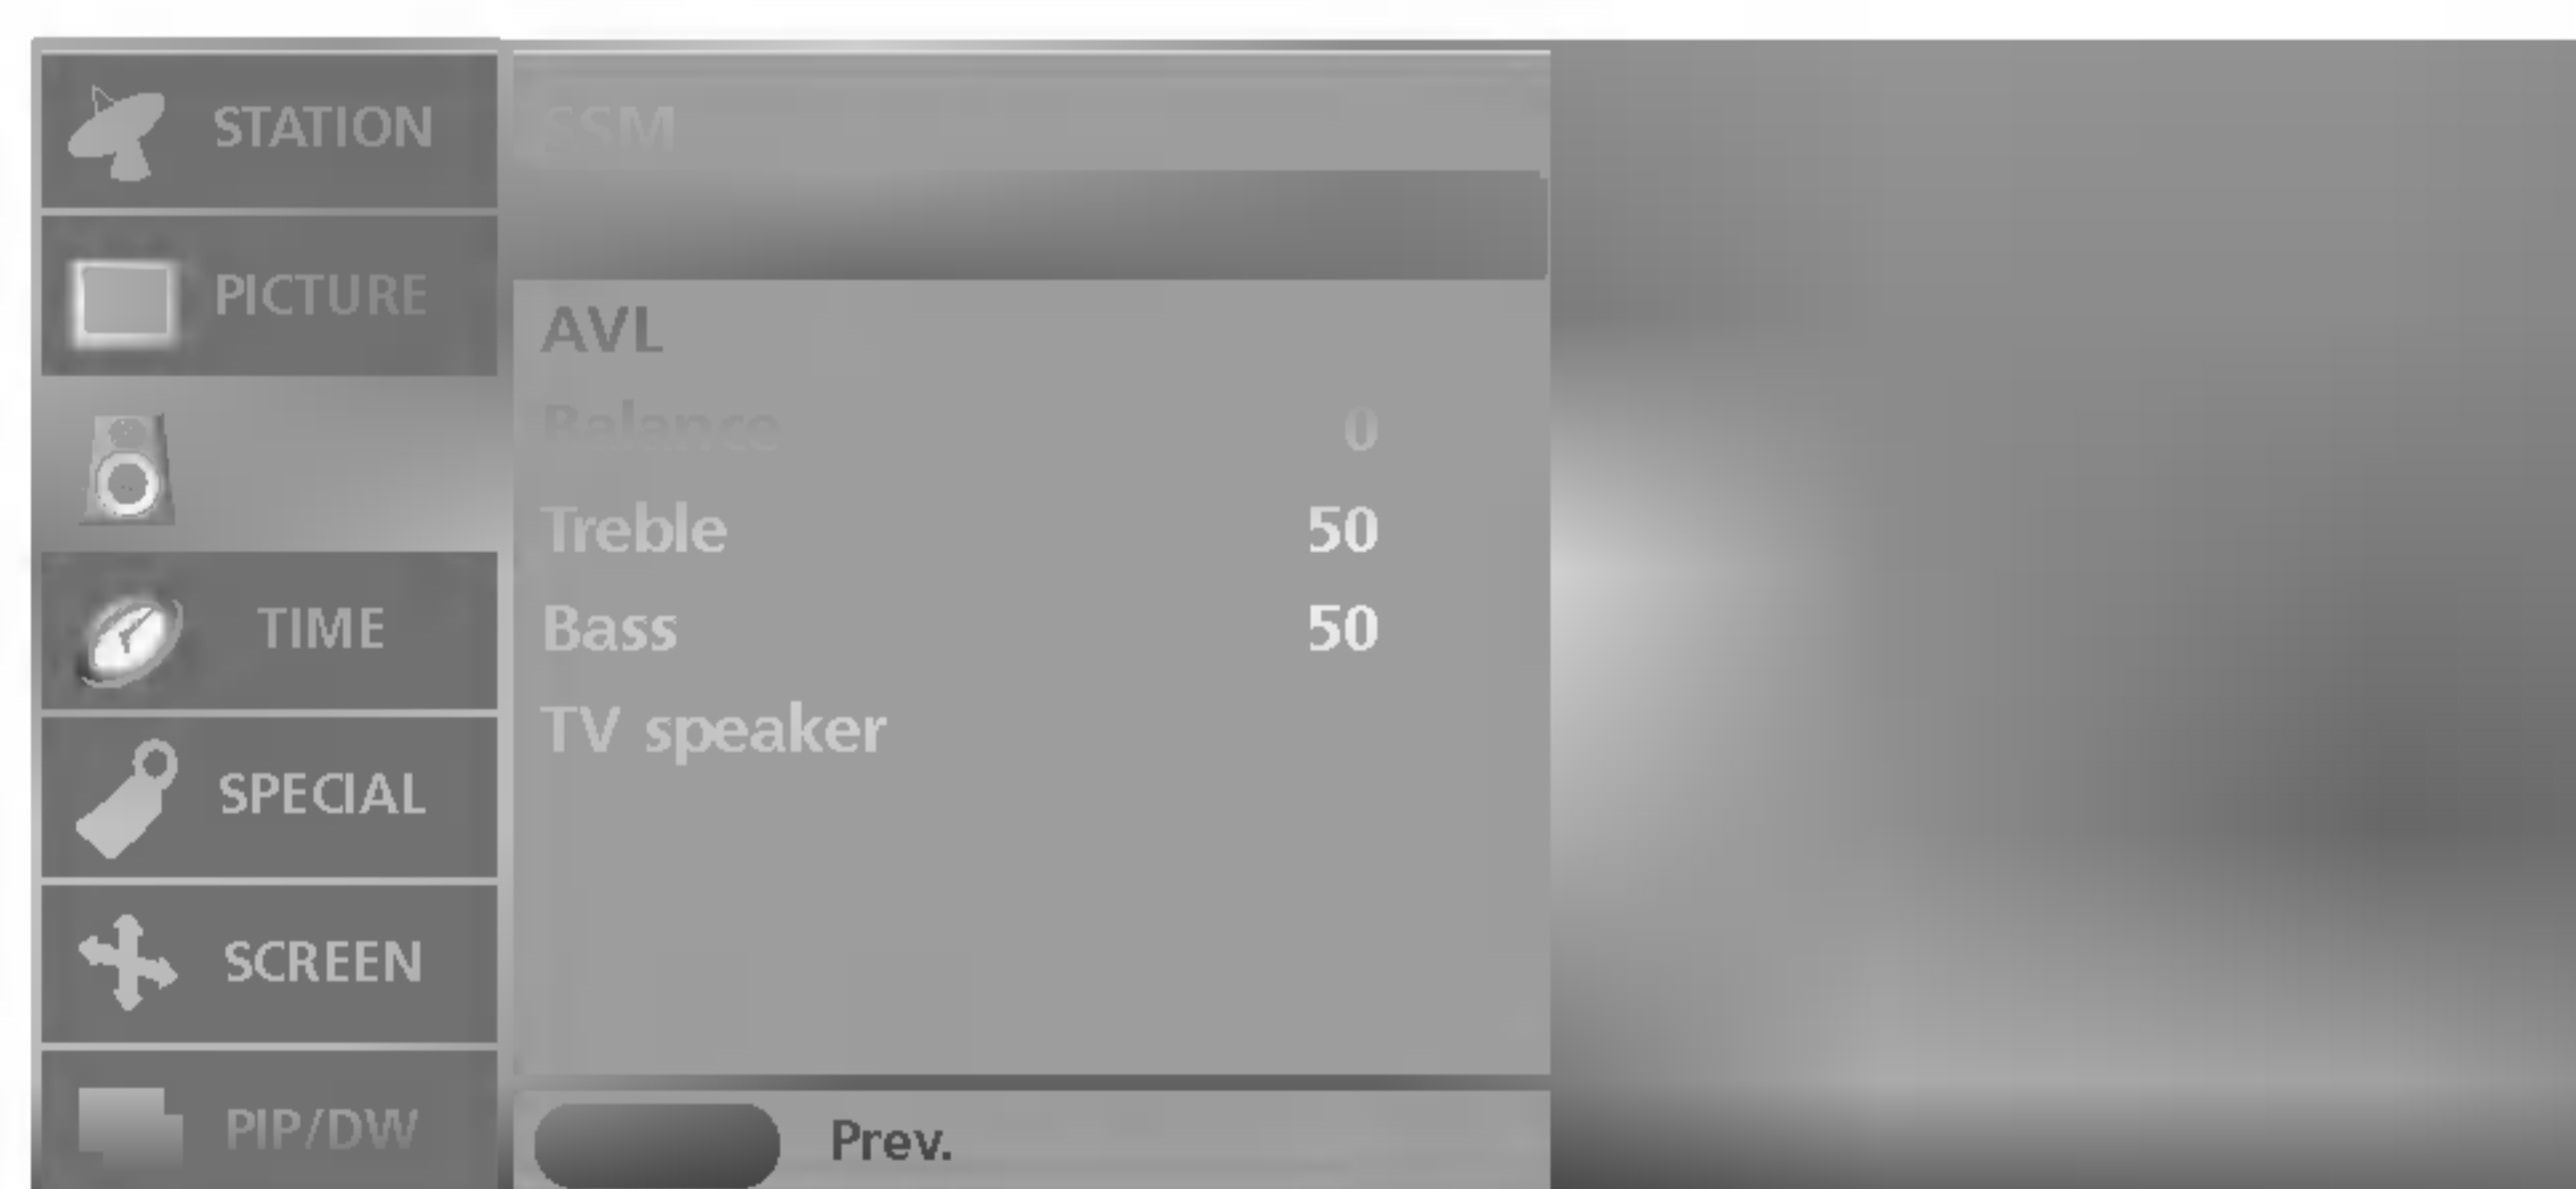 STATION
PICTURE
TIME
SPECIAL
SCREEN
PIP/DW
SSM
AVL
Balance 0
Treble 50
Bass 50
TV speaker
Prev.